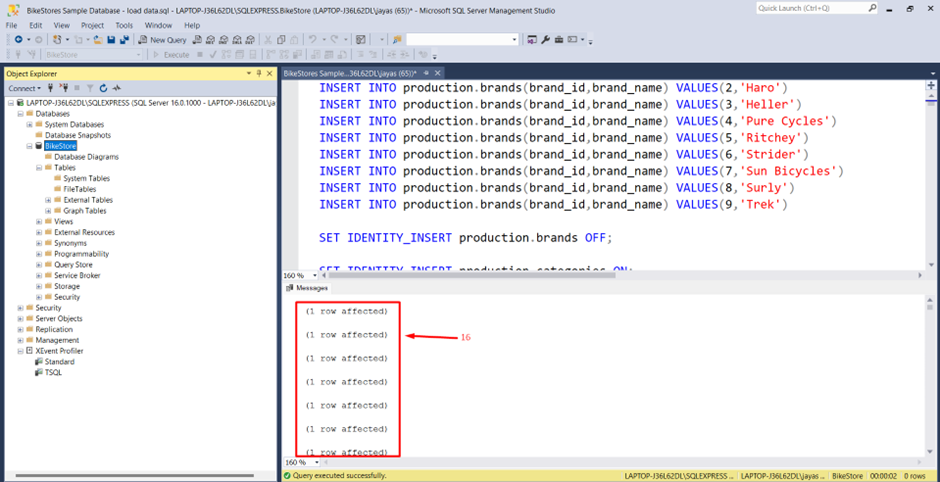 BikeStores Sample Database - load data.sql - LAPTOP-J36L62DL\SQLEXPRESS.BikeStore (LAPTOP-J36L62DL\jayas (65))* - Microsoft SQL Server Management Studio
Quick Launch (Ctrl+Q)
File Edit View Project Tools Window Help
New Query
BikeStore Execute
Object Explorer
BikeStores Sample...36L62DL\jayas (65))*
Connect
LAPTOP-J36L62DL\SQLEXPRESS (SQL Server 16.0.1000 - LAPTOP-J36L62DL\ja
Databases
System Databases
Database Snapshots
BikeStore
Database Diagrams
Tables
System Tables
FileTables
External Tables
Graph Tables
Views
External Resources
Synonyms
Programmability
Query Store
Service Broker
Storage
Security
Security
Server Objects
Replication
Management
XEvent Profiler
Standard
TSQL
INSERT INTO production.brands(brand_id,brand_name) VALUES(2,'Haro')
INSERT INTO production.brands(brand_id,brand_name) VALUES(3,'Heller')
INSERT INTO production.brands(brand_id,brand_name) VALUES(4,'Pure Cycles')
INSERT INTO production.brands(brand_id,brand_name) VALUES(5,'Ritchey')
INSERT INTO production.brands(brand_id,brand_name) VALUES(6,'Strider')
INSERT INTO production.brands(brand_id,brand_name) VALUES(7,'Sun Bicycles')
INSERT INTO production.brands(brand_id,brand_name) VALUES(8,'Surly')
INSERT INTO production.brands(brand_id,brand_name) VALUES(9,'Trek')
SET IDENTITY_INSERT production.brands OFF;
SET IDENTITY_INSERT production.categories ON;
160 %
Messages
(1 row affected)
(1 row affected)
16
(1 row affected)
(1 row affected)
(1 row affected)
(1 row affected)
(1 row affected)
160 %
Query executed successfully. LAPTOP-J36L62DL\SQLEXPRESS ... LAPTOP-J36L62DL\jayas ... BikeStore 00:00:02 0 rows